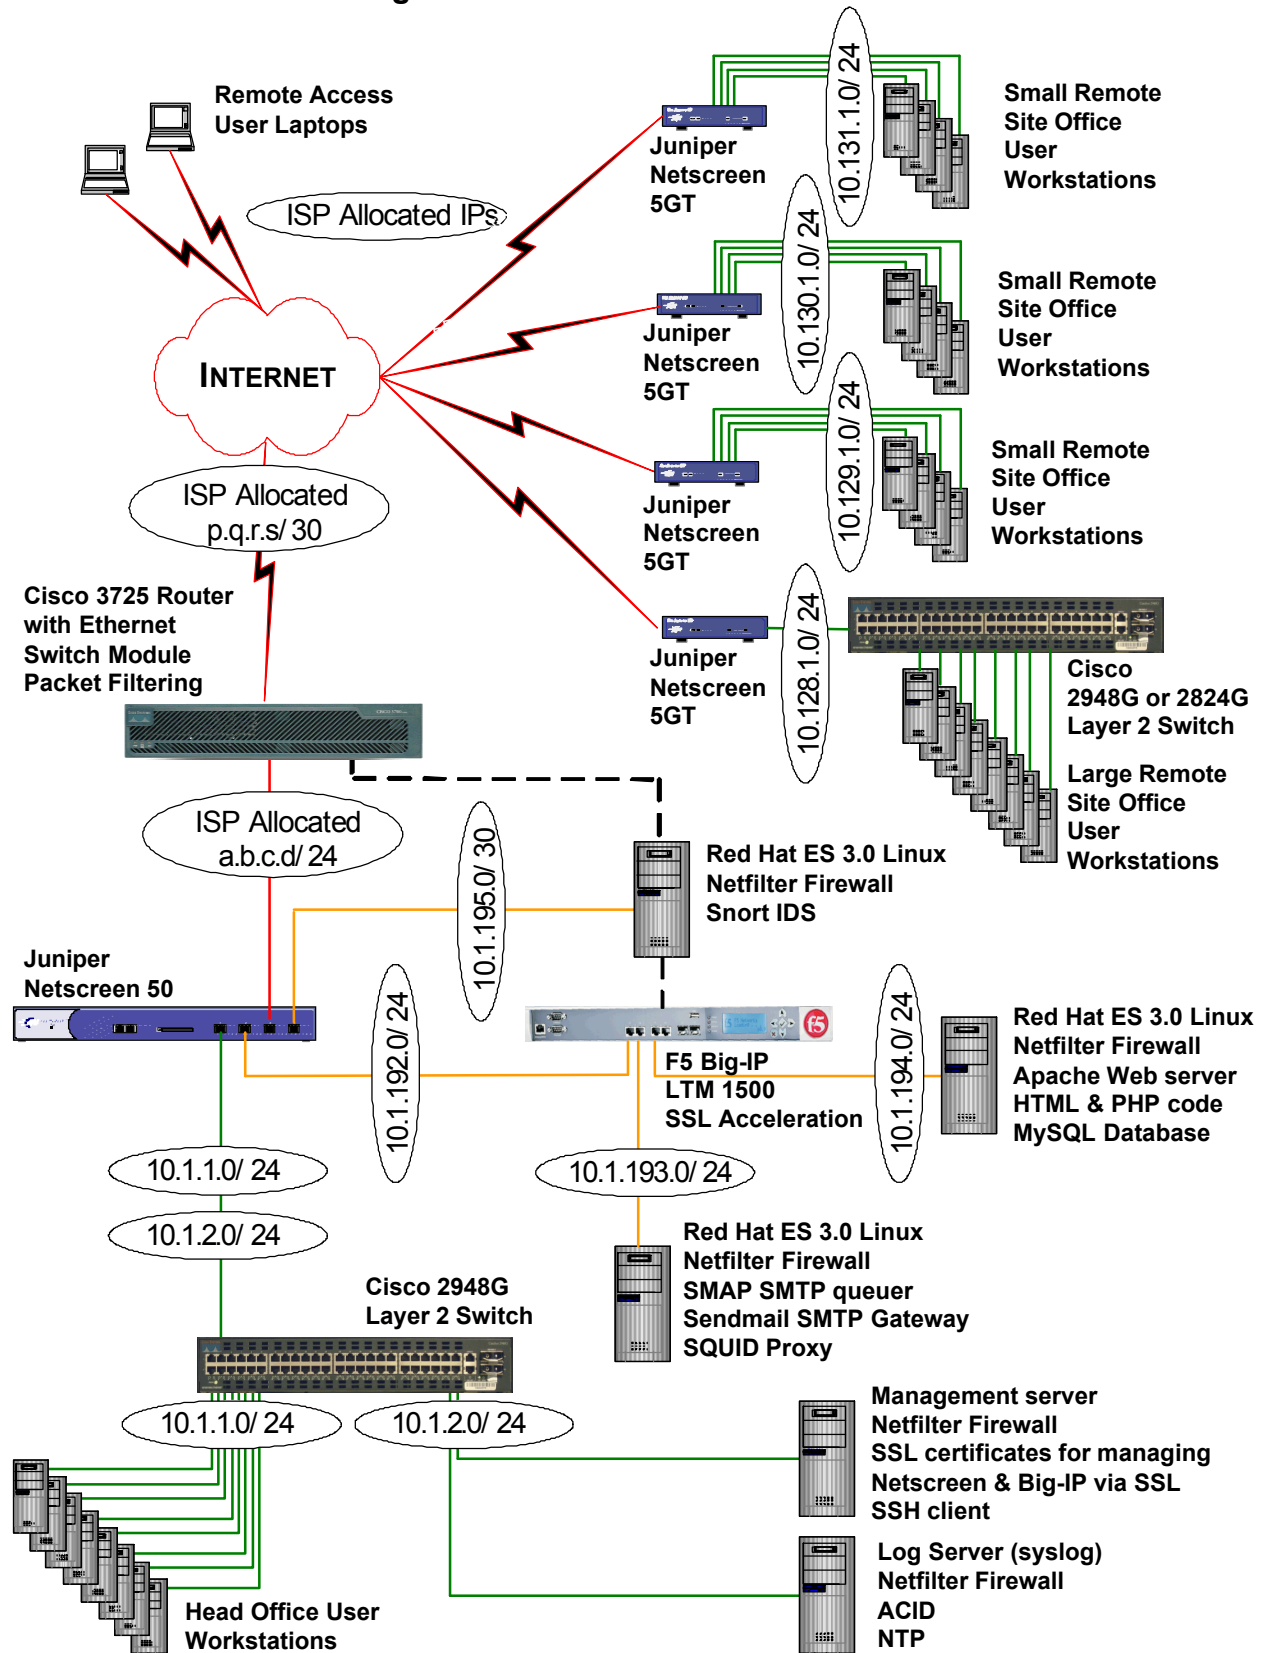 Remote Access
User Laptops
ISP Allocated IPs
INTERNET
Juniper
Netscreen
5GT
10.131.1.0/ 24
Small Remote
Site Office
User
Workstations
Juniper
Netscreen
5GT
10.130.1.0/ 24
Small Remote
Site Office
User
Workstations
Juniper
Netscreen
5GT
10.129.1.0/ 24
Small Remote
Site Office
User
Workstations
Juniper
Netscreen
5GT
10.128.1.0/ 24
Cisco
2948G or 2824G
Layer 2 Switch
Large Remote
Site Office
User
Workstations
ISP Allocated
p.q.r.s/ 30
Cisco 3725 Router
with Ethernet
Switch Module
Packet Filtering
ISP Allocated
a.b.c.d/ 24
10.1.195.0/ 30
Red Hat ES 3.0 Linux
Netfilter Firewall
Snort IDS
Juniper
Netscreen 50
10.1.192.0/ 24
f5
F5 Big-IP
LTM 1500
SSL Acceleration
10.1.194.0/ 24
Red Hat ES 3.0 Linux
Netfilter Firewall
Apache Web server
HTML & PHP code
MySQL Database
10.1.1.0/ 24
10.1.2.0/ 24
10.1.193.0/ 24
Red Hat ES 3.0 Linux
Netfilter Firewall
SMAP SMTP queuer
Sendmail SMTP Gateway
SQUID Proxy
Cisco 2948G
Layer 2 Switch
10.1.1.0/ 24
10.1.2.0/ 24
Management server
Netfilter Firewall
SSL certificates for managing
Netscreen & Big-IP via SSL
SSH client
Log Server (syslog)
Netfilter Firewall
ACID
NTP
Head Office User
Workstations